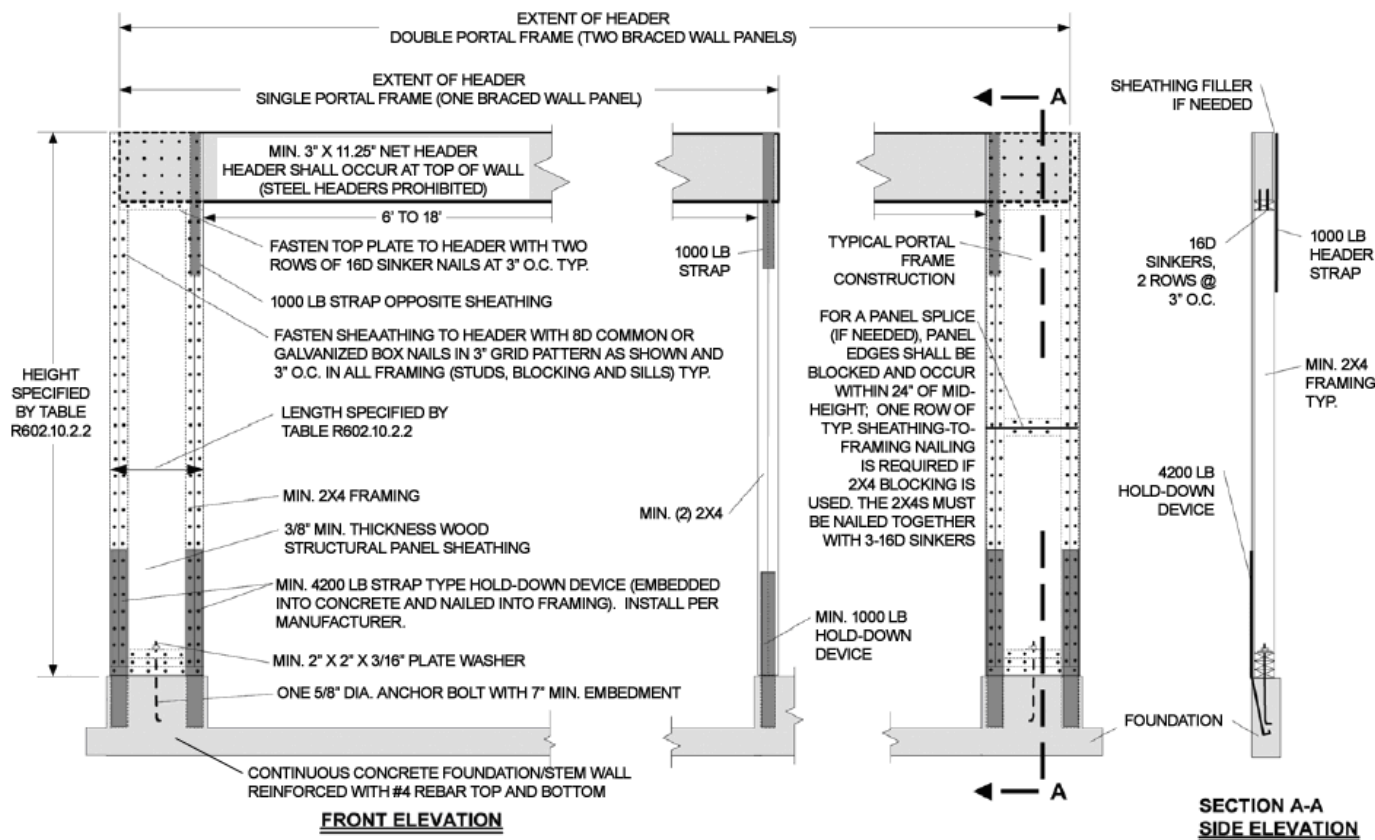 EXTENT OF HEADER
DOUBLE PORTAL FRAME (TWO BRACED WALL PANELS)
EXTENT OF HEADER
SINGLE PORTAL FRAME (ONE BRACED WALL PANEL)
A
SHEATHING FILLER
IF NEEDED
MIN. 3" X 11.25" NET HEADER
HEADER SHALL OCCUR AT TOP OF WALL
(STEEL HEADERS PROHIBITED)
6' TO 18'
FASTEN TOP PLATE TO HEADER WITH TWO
ROWS OF 16D SINKER NAILS AT 3" O.C. TYP.
1000 LB STRAP OPPOSITE SHEATHING
FASTEN SHEAATHING TO HEADER WITH 8D COMMON OR
GALVANIZED BOX NAILS IN 3" GRID PATTERN AS SHOWN AND
3" O.C. IN ALL FRAMING (STUDS, BLOCKING AND SILLS) TYP.
HEIGHT
SPECIFIED
BY TABLE
R602.10.2.2
LENGTH SPECIFIED BY
TABLE R602.10.2.2
MIN. 2X4 FRAMING
3/8" MIN. THICKNESS WOOD
STRUCTURAL PANEL SHEATHING
MIN. 4200 LB STRAP TYPE HOLD-DOWN DEVICE (EMBEDDED
INTO CONCRETE AND NAILED INTO FRAMING). INSTALL PER
MANUFACTURER.
MIN. 2" X 2" X 3/16" PLATE WASHER
ONE 5/8" DIA. ANCHOR BOLT WITH 7" MIN. EMBEDMENT
CONTINUOUS CONCRETE FOUNDATION/STEM WALL
REINFORCED WITH #4 REBAR TOP AND BOTTOM
FRONT ELEVATION
1000 LB
STRAP
MIN. (2) 2X4
MIN. 1000 LB
HOLD-DOWN
DEVICE
TYPICAL PORTAL
FRAME
CONSTRUCTION
FOR A PANEL SPLICE
(IF NEEDED), PANEL
EDGES SHALL BE
BLOCKED AND OCCUR
WITHIN 24" OF MID-
HEIGHT; ONE ROW OF
TYP. SHEATHING-TO-
FRAMING NAILING
IS REQUIRED IF
2X4 BLOCKING IS
USED. THE 2X4S MUST
BE NAILED TOGETHER
WITH 3-16D SINKERS
A
16D
SINKERS,
2 ROWS @
3" O.C.
1000 LB
HEADER
STRAP
MIN. 2X4
FRAMING
TYP.
4200 LB
HOLD-DOWN
DEVICE
FOUNDATION
SECTION A-A
SIDE ELEVATION